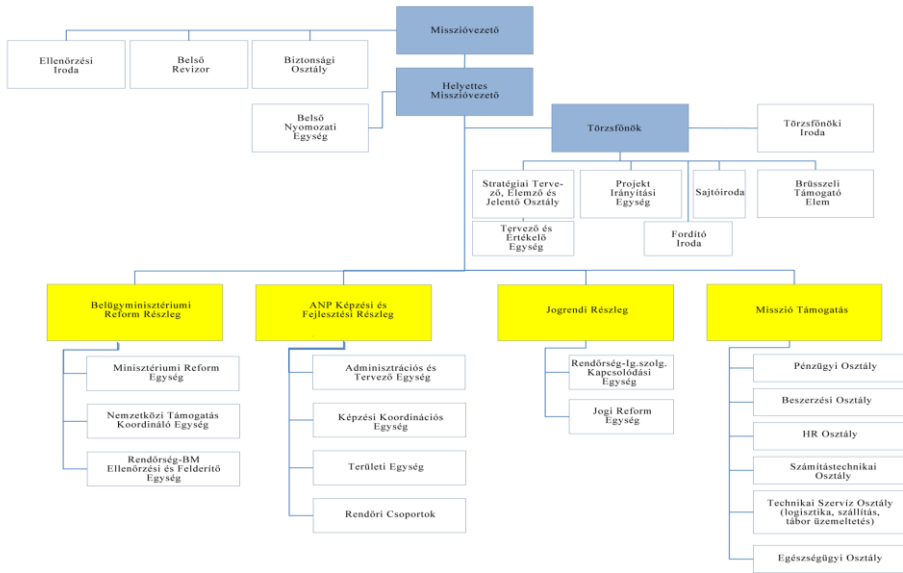 Misszióvezető
Ellenőrzési
Iroda
Belső
Revizor
Biztonsági
Osztály
Helyettes
Misszióvezető
Belső
Nyomozati
Egység
Törzsfőnök
Törzsfőnöki
Iroda
Stratégiai Terve-
ző, Elemző és
Jelentő Osztály
Projekt
Irányítási
Egység
Sajtóiroda
Brüsszeli
Támogató
Elem
Tervező és
Értékelő
Egység
Fordító
Iroda
Belügyminisztériumi
Reform Részleg
ANP Képzési és
Fejlesztési Részleg
Jogrendi Részleg
Misszió Támogatás
Minisztériumi Reform
Egység
Nemzetközi Támogatás
Koordináló Egység
Rendőrség-BM
Ellenőrzési és Felderítő
Egység
Adminisztrációs és
Tervező Egység
Képzési Koordinációs
Egység
Területi Egység
Rendőri Csoportok
Rendőrség-Ig.szolg.
Kapcsolódási
Egység
Jogi Reform
Egység
Pénzügyi Osztály
Beszerzési Osztály
HR Osztály
Számítástechnikai
Osztály
Technikai Szervíz Osztály
(logisztika, szállítás,
tábor üzemeltetés)
Egészségügyi Osztály